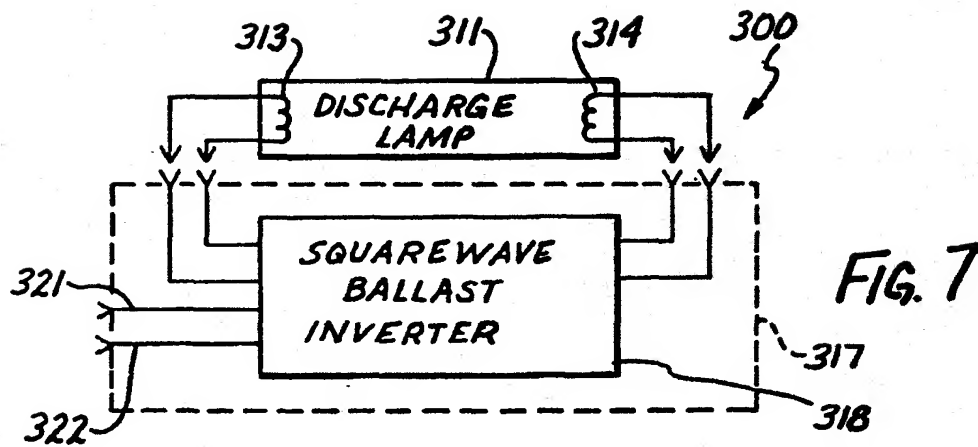 313
311
314
300
DISCHARGE
LAMP
SQUAREWAVE
BALLAST
INVERTER
321
322
FIG. 7
317
318